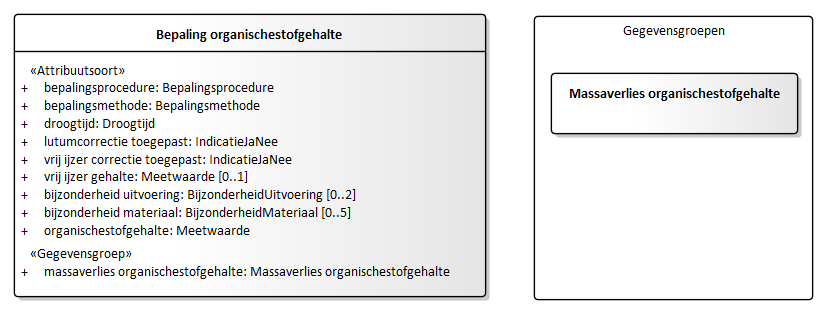 Bepaling organischestofgehalte
«Attribuutsoort»
+ bepalingsprocedure: Bepalingsprocedure
+ bepalingsmethode: Bepalingsmethode
+ droogtijd: Droogtijd
+ lutumcorrectie toegepast: IndicatieJaNee
+ vrij ijzer correctie toegepast: IndicatieJaNee
+ vrij ijzer gehalte: Meetwaarde [0..1]
+ bijzonderheid uitvoering: BijzonderheidUitvoering [0..2]
+ bijzonderheid materiaal: BijzonderheidMateriaal [0..5]
+ organischestofgehalte: Meetwaarde
«Gegevensgroep»
+ massaverlies organischestofgehalte: Massaverlies organischestofgehalte
Gegevensgroepen
Massaverlies organischestofgehalte